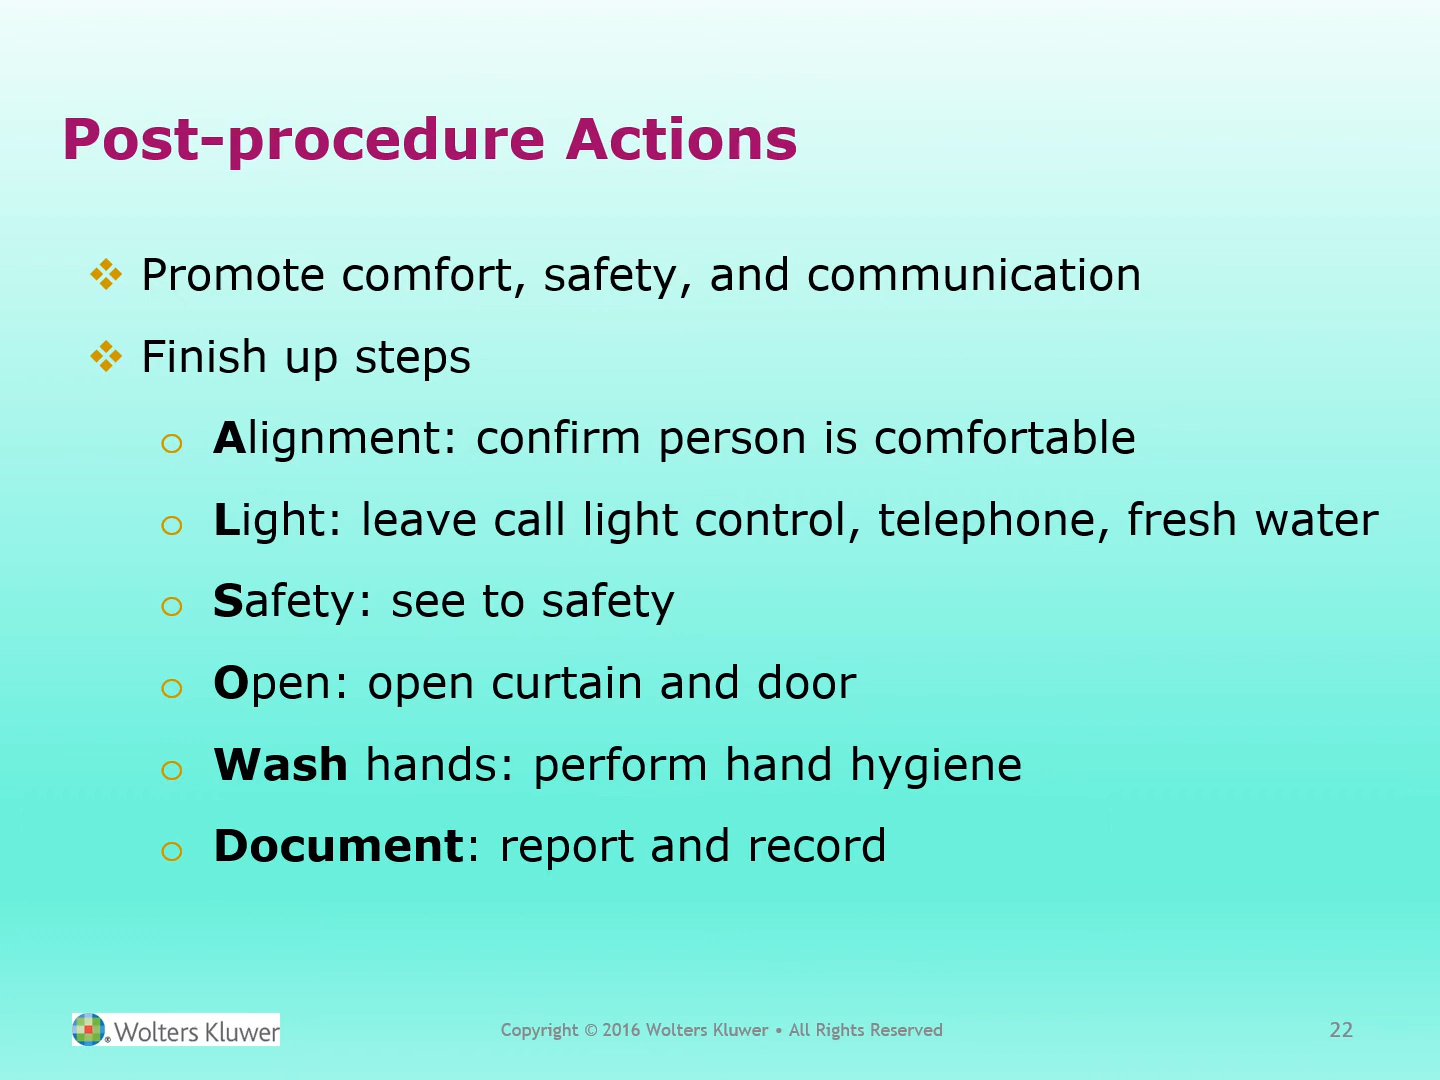 Post-procedure Actions
❖ Promote comfort, safety, and communication
❖ Finish up steps
o Alignment: confirm person is comfortable
o Light: leave call light control, telephone, fresh water
o Safety: see to safety
o Open: open curtain and door
o Wash hands: perform hand hygiene
o Document: report and record
® Wolters Kluwer
Copyright © 2016 Wolters Kluwer • All Rights Reserved
22